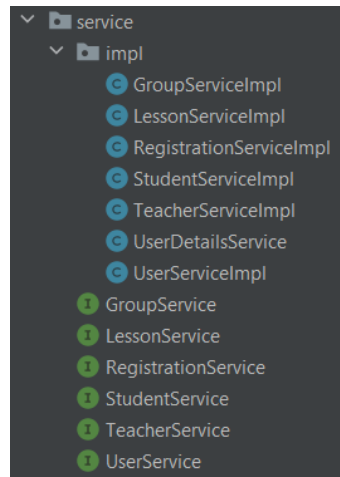 service
impl
C GroupServiceImpl
C LessonServiceImpl
C RegistrationServiceImpl
C StudentServiceImpl
C TeacherServiceImpl
C UserDetailsService
C UserServiceImpl
I GroupService
I LessonService
I RegistrationService
I StudentService
I TeacherService
I UserService